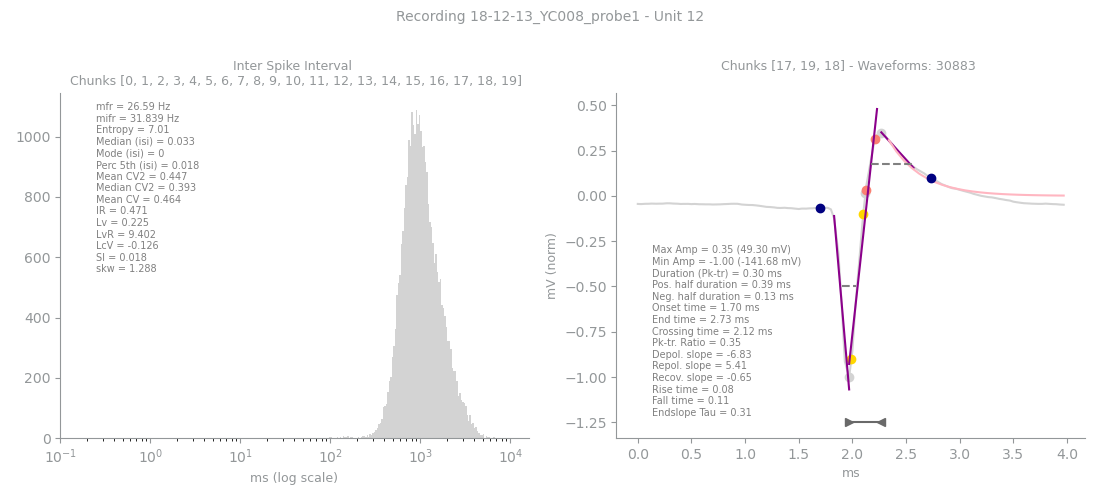 Recording 18-12-13_YC008_probe1 - Unit 12
Inter Spike Interval
Chunks [0, 1, 2, 3, 4, 5, 6, 7, 8, 9, 10, 11, 12, 13, 14, 15, 16, 17, 18, 19]
mfr = 26.59 Hz
mifr = 31.839 Hz
Entropy = 7.01
Median (isi) = 0.033
Mode (isi) = 0
Perc 5th (isi) = 0.018
Mean CV2 = 0.447
Median CV2 = 0.393
Mean CV = 0.464
IR = 0.471
Lv = 0.225
LvR = 9.402
LcV = -0.126
SI = 0.018
skw = 1.288
1000
800
600
400
200
0
10⁻¹ 10⁰ 10¹ 10² 10³ 10⁴
ms (log scale)
Chunks [17, 19, 18] - Waveforms: 30883
mV (norm)
0.50
0.25
0.00
−0.25
−0.50
−0.75
−1.00
−1.25
Max Amp = 0.35 (49.30 mV)
Min Amp = -1.00 (-141.68 mV)
Duration (Pk-tr) = 0.30 ms
Pos. half duration = 0.39 ms
Neg. half duration = 0.13 ms
Onset time = 1.70 ms
End time = 2.73 ms
Crossing time = 2.12 ms
Pk-tr. Ratio = 0.35
Depol. slope = -6.83
Repol. slope = 5.41
Recov. slope = -0.65
Rise time = 0.08
Fall time = 0.11
Endslope Tau = 0.31
0.0 0.5 1.0 1.5 2.0 2.5 3.0 3.5 4.0
ms